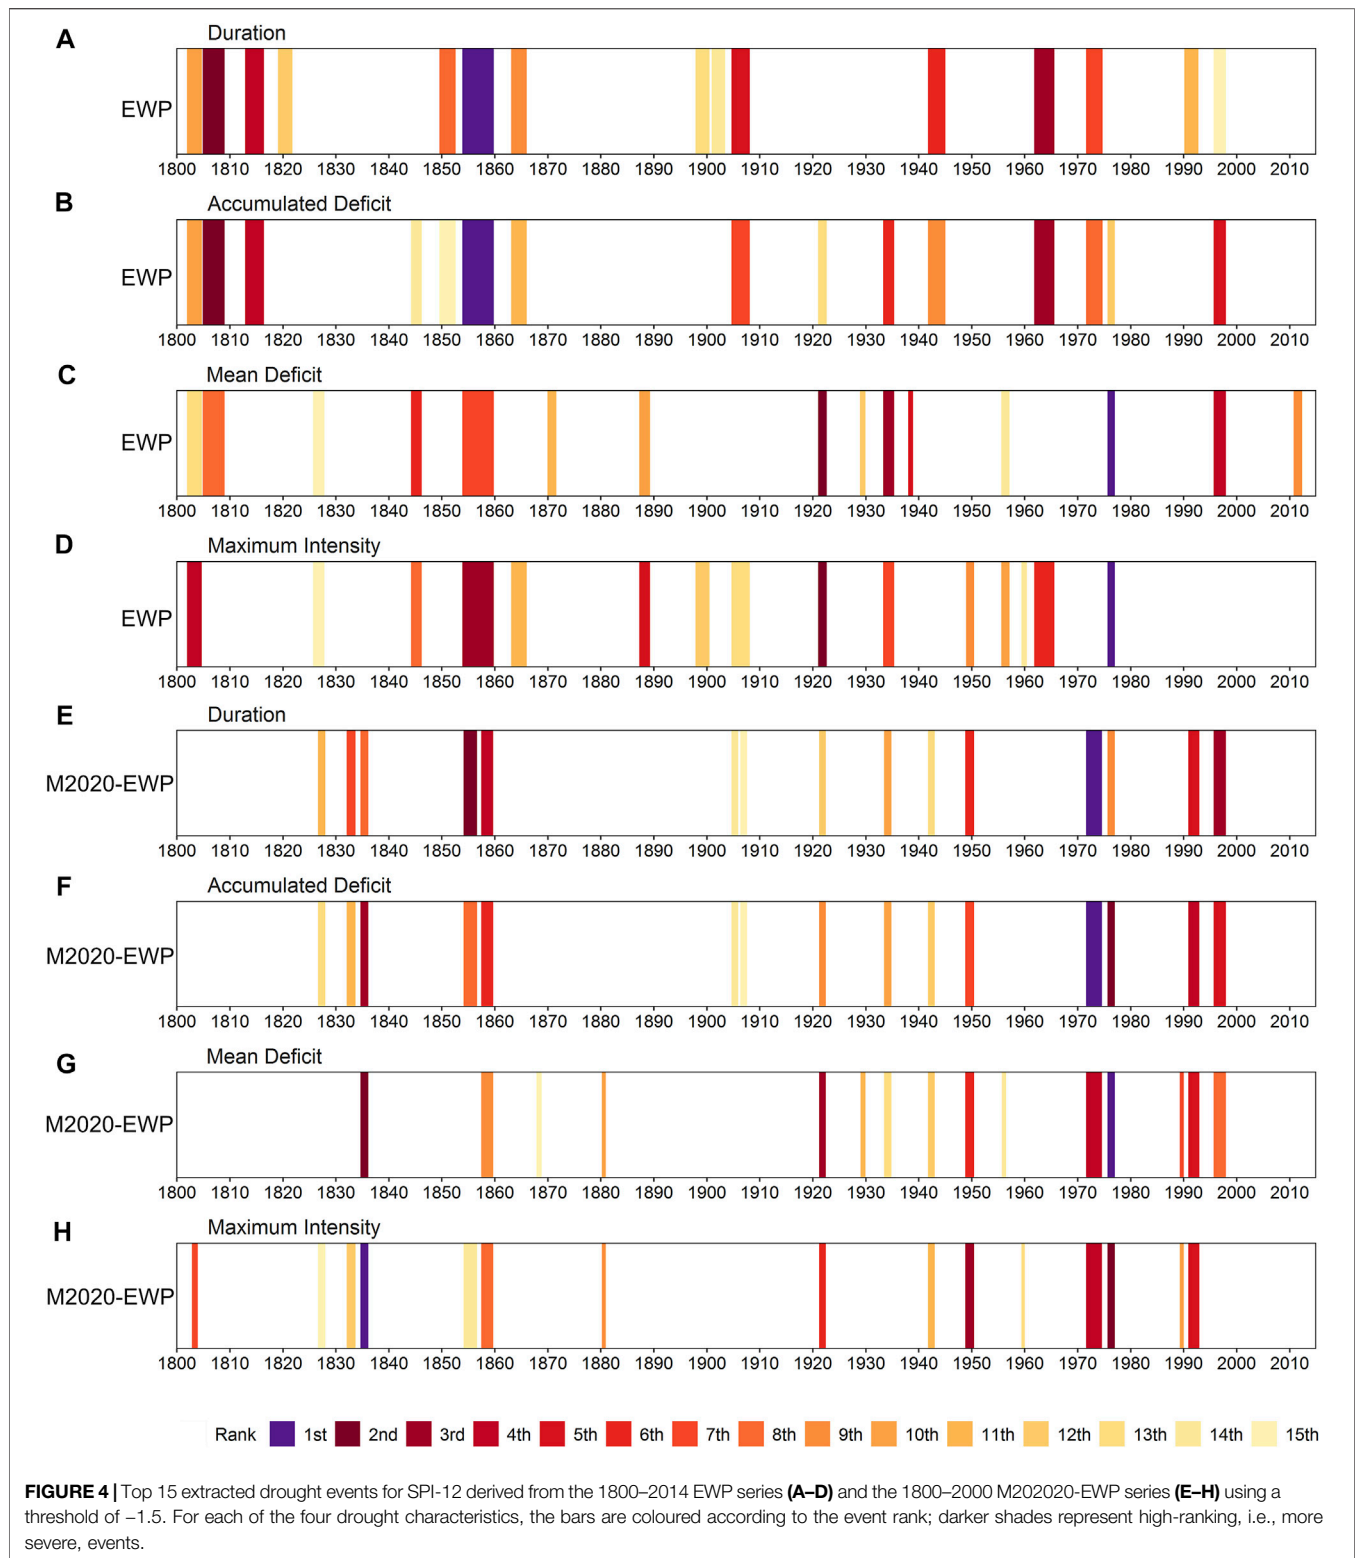 A
Duration
EWP
1800 1810 1820 1830 1840 1850 1860 1870 1880 1890 1900 1910 1920 1930 1940 1950 1960 1970 1980 1990 2000 2010
B
Accumulated Deficit
EWP
1800 1810 1820 1830 1840 1850 1860 1870 1880 1890 1900 1910 1920 1930 1940 1950 1960 1970 1980 1990 2000 2010
C
Mean Deficit
EWP
1800 1810 1820 1830 1840 1850 1860 1870 1880 1890 1900 1910 1920 1930 1940 1950 1960 1970 1980 1990 2000 2010
D
Maximum Intensity
EWP
1800 1810 1820 1830 1840 1850 1860 1870 1880 1890 1900 1910 1920 1930 1940 1950 1960 1970 1980 1990 2000 2010
E
Duration
M2020-EWP
1800 1810 1820 1830 1840 1850 1860 1870 1880 1890 1900 1910 1920 1930 1940 1950 1960 1970 1980 1990 2000 2010
F
Accumulated Deficit
M2020-EWP
1800 1810 1820 1830 1840 1850 1860 1870 1880 1890 1900 1910 1920 1930 1940 1950 1960 1970 1980 1990 2000 2010
G
Mean Deficit
M2020-EWP
1800 1810 1820 1830 1840 1850 1860 1870 1880 1890 1900 1910 1920 1930 1940 1950 1960 1970 1980 1990 2000 2010
H
Maximum Intensity
M2020-EWP
1800 1810 1820 1830 1840 1850 1860 1870 1880 1890 1900 1910 1920 1930 1940 1950 1960 1970 1980 1990 2000 2010
Rank 1st 2nd 3rd 4th 5th 6th 7th 8th 9th 10th 11th 12th 13th 14th 15th
FIGURE 4 | Top 15 extracted drought events for SPI-12 derived from the 1800–2014 EWP series (A–D) and the 1800–2000 M202020-EWP series (E–H) using a
threshold of −1.5. For each of the four drought characteristics, the bars are coloured according to the event rank; darker shades represent high-ranking, i.e., more
severe, events.